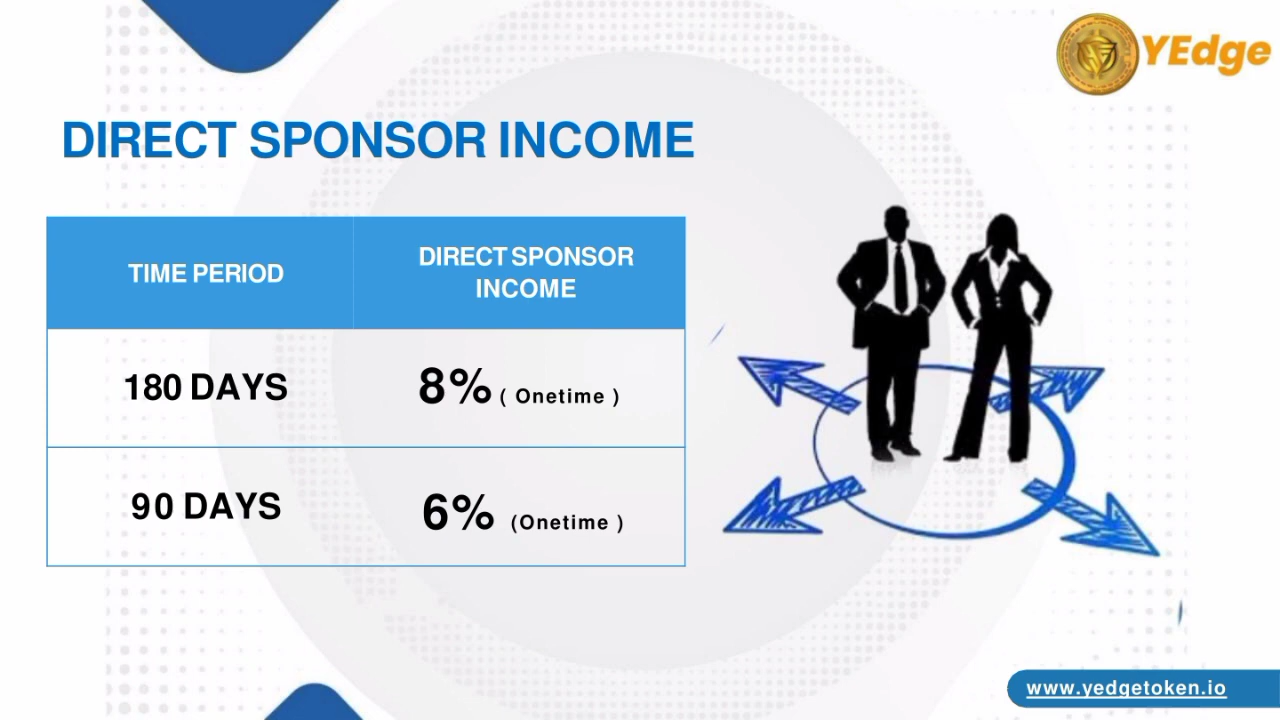 YEdge
DIRECT SPONSOR INCOME
TIME PERIOD
DIRECT SPONSOR
INCOME
180 DAYS
8% ( Onetime )
90 DAYS
6% (Onetime )
www.yedgetoken.io